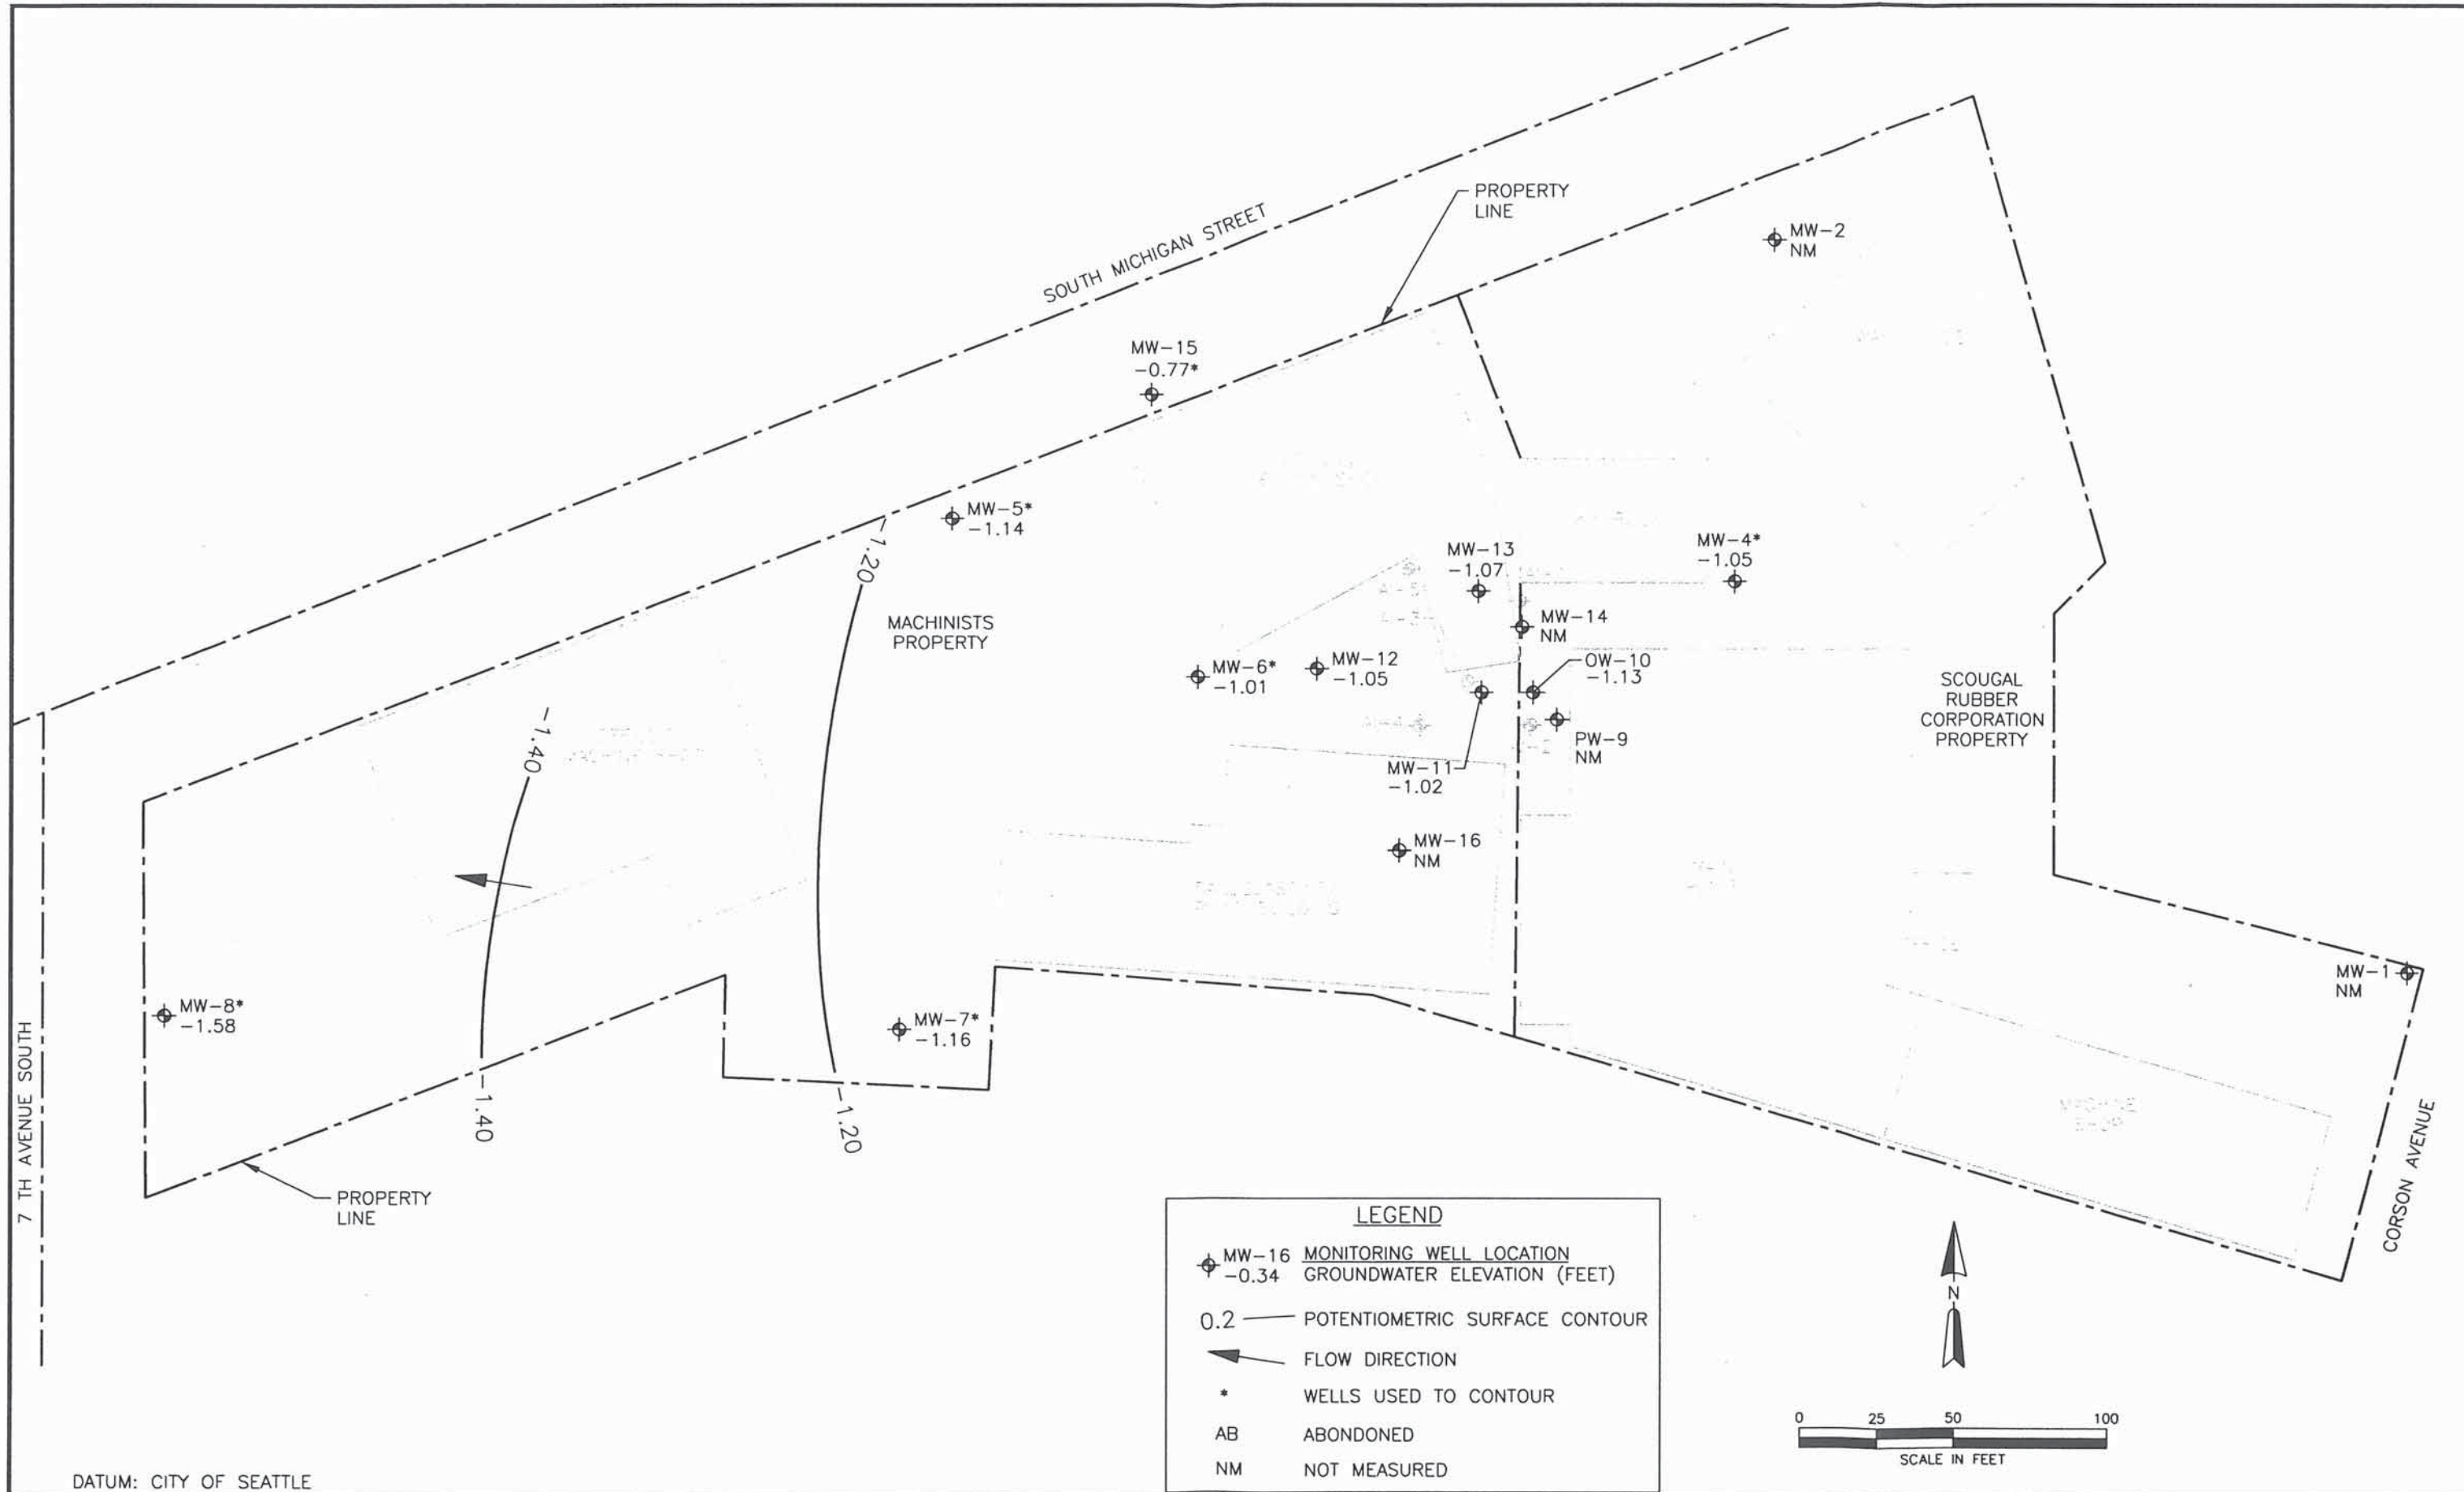 SOUTH MICHIGAN STREET
PROPERTY
LINE
MW-2
NM
MW-15
-0.77*
MW-5*
-1.14
-1.20
MACHINISTS
PROPERTY
MW-13
-1.07
MW-4*
-1.05
MW-14
NM
MW-6*
-1.01
MW-12
-1.05
OW-10
-1.13
PW-9
NM
MW-11
-1.02
SCOUGAL
RUBBER
CORPORATION
PROPERTY
-1.40
MW-16
NM
MW-8*
-1.58
MW-7*
-1.16
MW-1
NM
-1.40
-1.20
7 TH AVENUE SOUTH
PROPERTY
LINE
CORSON AVENUE
LEGEND
MW-16 MONITORING WELL LOCATION
-0.34 GROUNDWATER ELEVATION (FEET)
0.2 POTENTIOMETRIC SURFACE CONTOUR
FLOW DIRECTION
* WELLS USED TO CONTOUR
AB ABONDONED
NM NOT MEASURED
N
0 25 50 100
SCALE IN FEET
DATUM: CITY OF SEATTLE